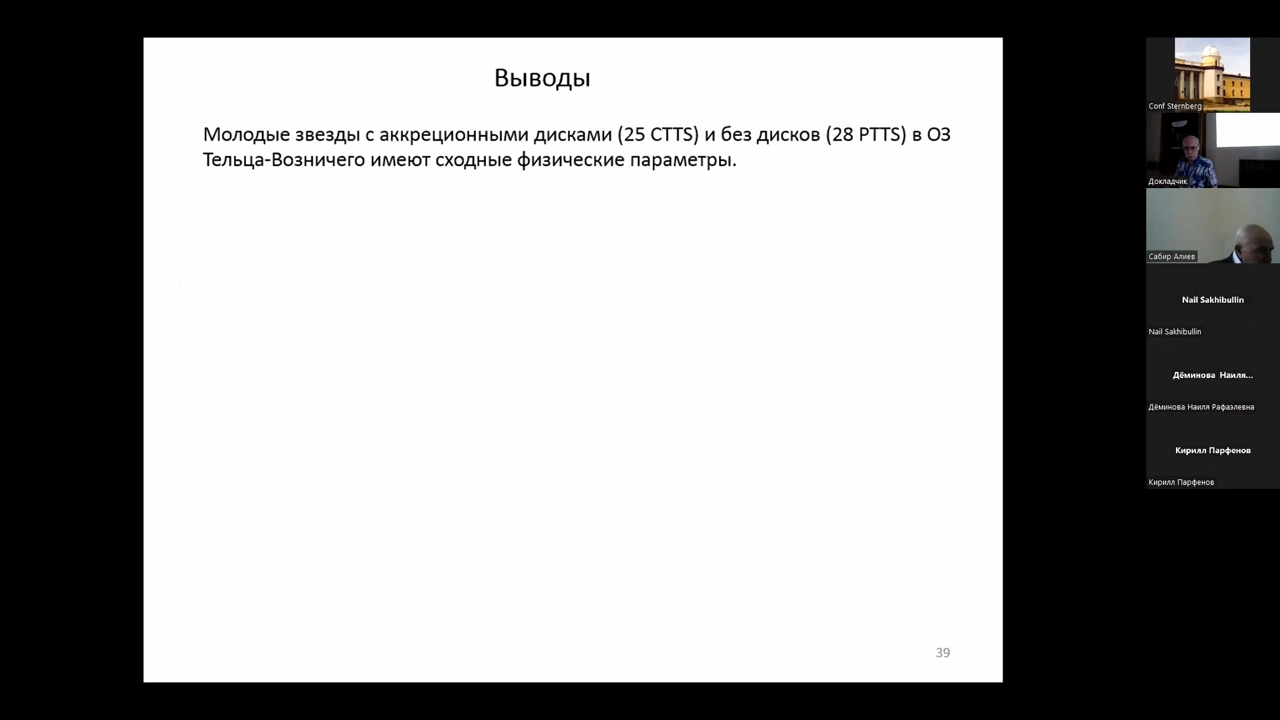 Выводы
Молодые звезды с аккреционными дисками (25 CTTS) и без дисков (28 PTTS) в ОЗ
Тельца-Возничего имеют сходные физические параметры.
39
Conf Sternberg
Докладчик
Сабир Алиев
Nail Sakhibullin
Nail Sakhibullin
Дёминова Наиля...
Дёминова Наиля Рафаэлевна
Кирилл Парфенов
Кирилл Парфенов